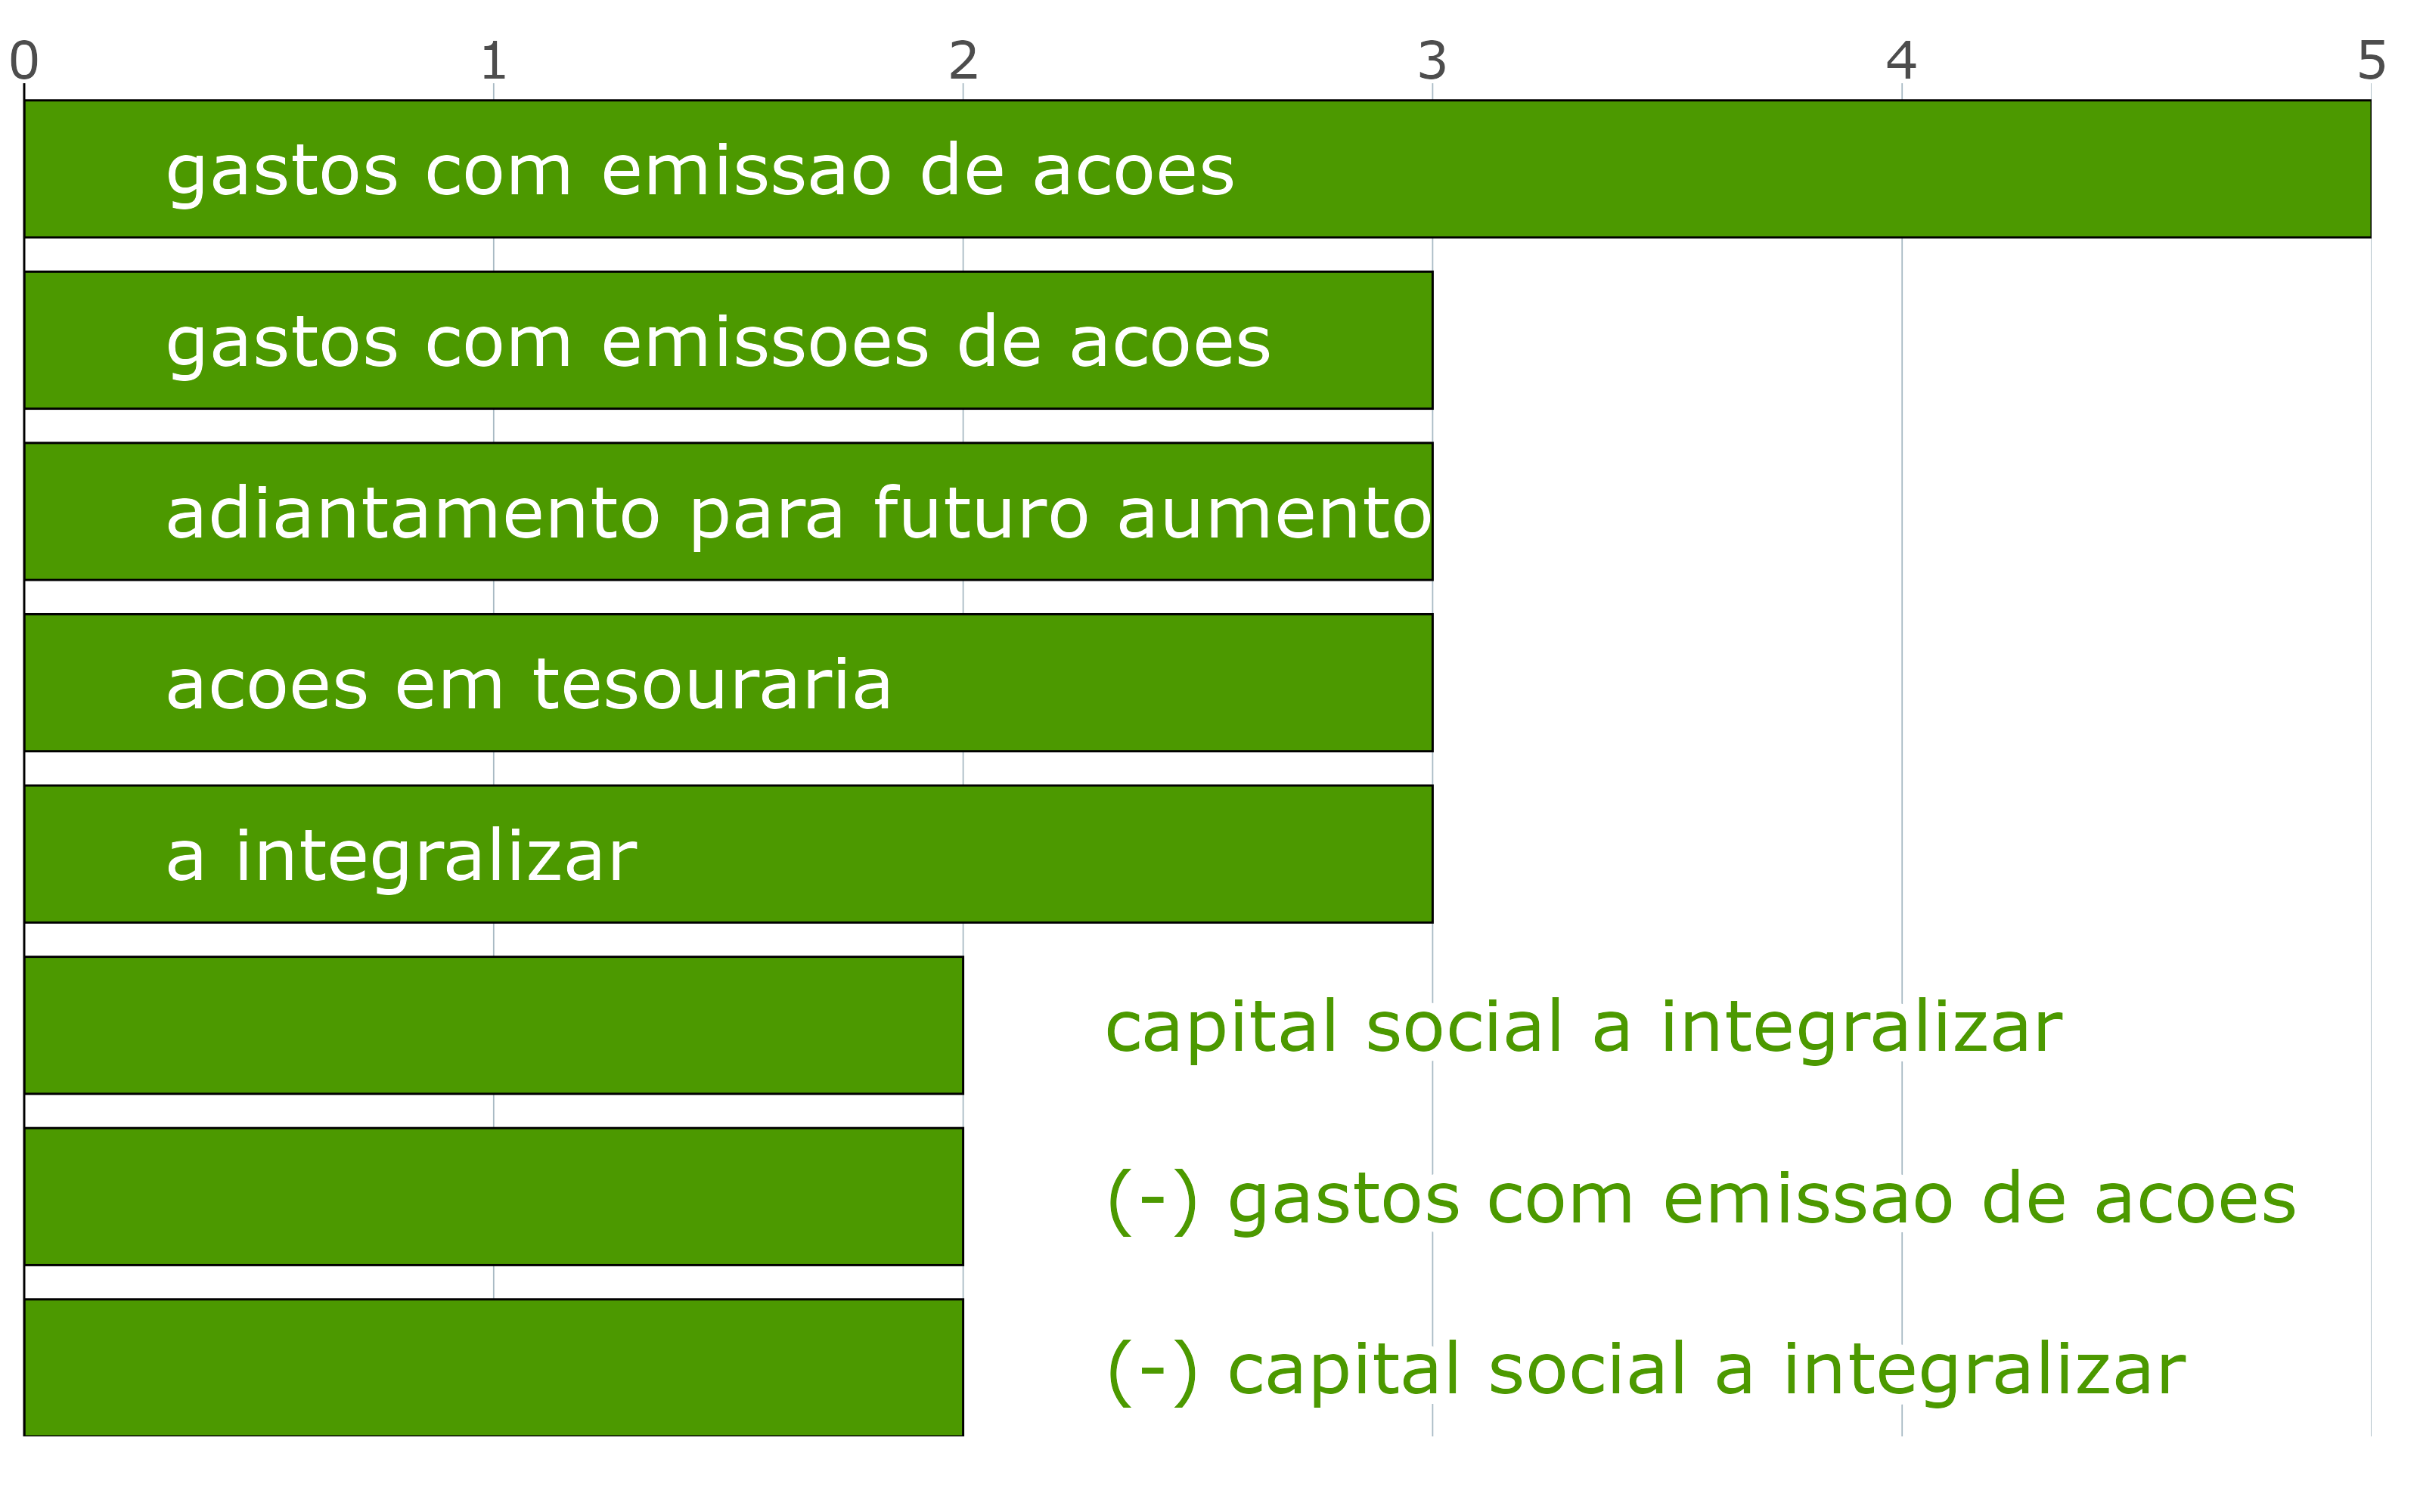 0 1 2 3 4 5
gastos com emissao de acoes
gastos com emissoes de acoes
adiantamento para futuro aumento
acoes em tesouraria
a integralizar
capital social a integralizar
(-) gastos com emissao de acoes
(-) capital social a integralizar